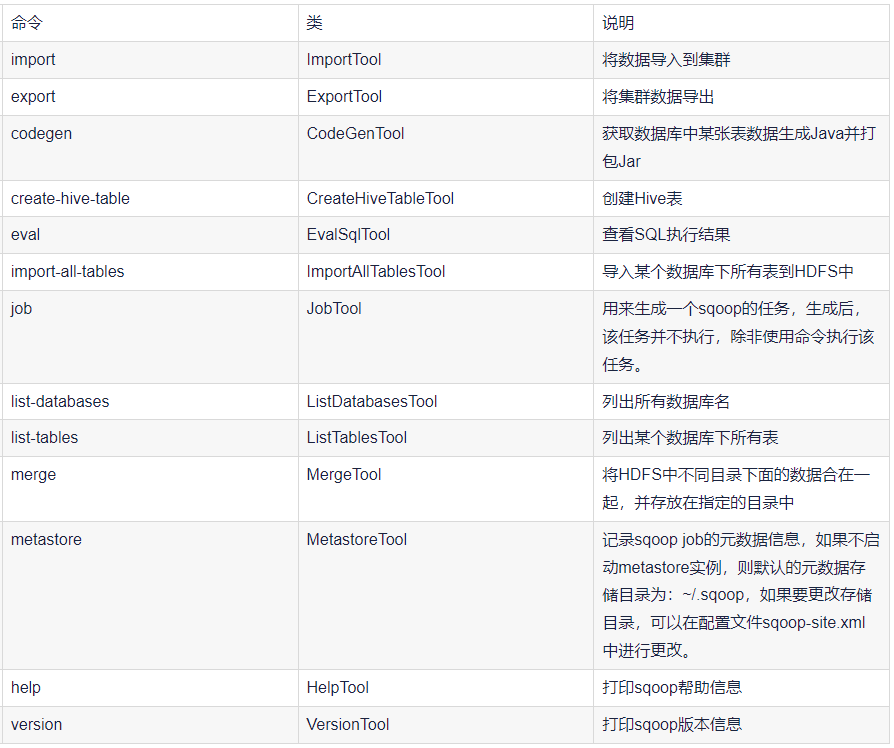 命令 类 说明
import ImportTool 将数据导入到集群
export ExportTool 将集群数据导出
codegen CodeGenTool 获取数据库中某张表数据生成Java并打
包Jar
create-hive-table CreateHiveTableTool 创建Hive表
eval EvalSqlTool 查看SQL执行结果
import-all-tables ImportAllTablesTool 导入某个数据库下所有表到HDFS中
job JobTool 用来生成一个sqoop的任务，生成后，
该任务并不执行，除非使用命令执行该
任务。
list-databases ListDatabasesTool 列出所有数据库名
list-tables ListTablesTool 列出某个数据库下所有表
merge MergeTool 将HDFS中不同目录下面的数据合在一
起，并存放在指定的目录中
metastore MetastoreTool 记录sqoop job的元数据信息，如果不启
动metastore实例，则默认的元数据存
储目录为：~/.sqoop，如果要更改存储
目录，可以在配置文件sqoop-site.xml
中进行更改。
help HelpTool 打印sqoop帮助信息
version VersionTool 打印sqoop版本信息